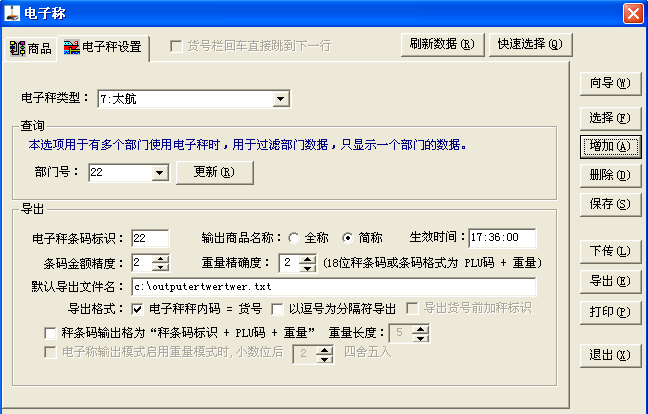 电子称
商品
电子秤设置
货号栏回车直接跳到下一行
刷新数据(R)
快速选择(Q)
电子秤类型：
7:太航
查询
本选项用于有多个部门使用电子秤时，用于过滤部门数据，只显示一个部门的数据。
部门号：
22
更新(R)
导出
电子秤条码标识：
22
输出商品名称：
全称
简称
生效时间：
17:36:00
条码金额精度：
2
重量精确度：
2
(18位秤条码或条码格式为 PLU码 + 重量)
默认导出文件名：
c:\outputertwertwer.txt
导出格式：
电子秤秤内码 = 货号
以逗号为分隔符导出
导出货号前加秤标识
秤条码输出格为“秤条码标识 + PLU码 + 重量”
重量长度：
5
电子称输出模式启用重量模式时,小数位后
2
四舍五入
向导(W)
选择(F)
增加(A)
删除(D)
保存(S)
下传(L)
导出(E)
打印(P)
退出(X)